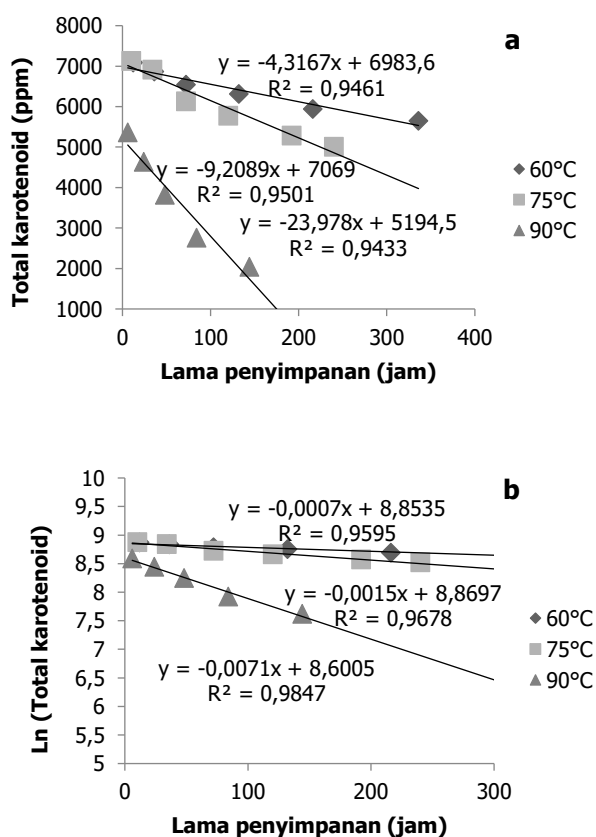 a
8000
7000
6000
5000
4000
3000
2000
1000
Total karotenoid (ppm)
y = -4,3167x + 6983,6
R² = 0,9461
y = -9,2089x + 7069
R² = 0,9501
y = -23,978x + 5194,5
R² = 0,9433
60°C
75°C
90°C
0 100 200 300 400
Lama penyimpanan (jam)
b
10
9,5
9
8,5
8
7,5
7
6,5
6
5,5
5
Ln (Total karotenoid)
y = -0,0007x + 8,8535
R² = 0,9595
y = -0,0015x + 8,8697
R² = 0,9678
y = -0,0071x + 8,6005
R² = 0,9847
60°C
75°C
90°C
0 100 200 300
Lama penyimpanan (jam)